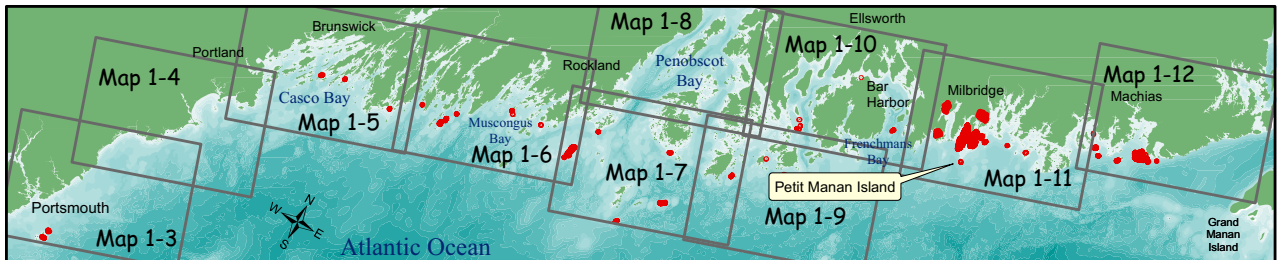 Map 1-8
Ellsworth
Brunswick
Map 1-10
Portland
Penobscot
Bay
Rockland
Map 1-4
Map 1-12
Bar
Harbor
Milbridge
Machias
Casco Bay
Map 1-5
Muscongus
Bay
Map 1-6
Frenchmans
Bay
Map 1-7
Map 1-11
Petit Manan Island
Portsmouth
Map 1-3
N
W
E
S
Map 1-9
Grand
Manan
Island
Atlantic Ocean